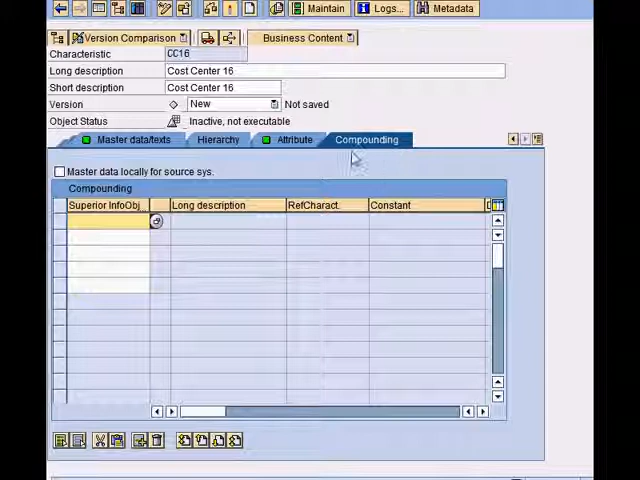 Maintain Logs... Metadata
Version Comparison Business Content
Characteristic CC16
Long description Cost Center 16
Short description Cost Center 16
Version New Not saved
Object Status Inactive, not executable
Master data/texts Hierarchy Attribute Compounding
Master data locally for source sys.
Compounding
Superior InfoObj... Long description RefCharact. Constant